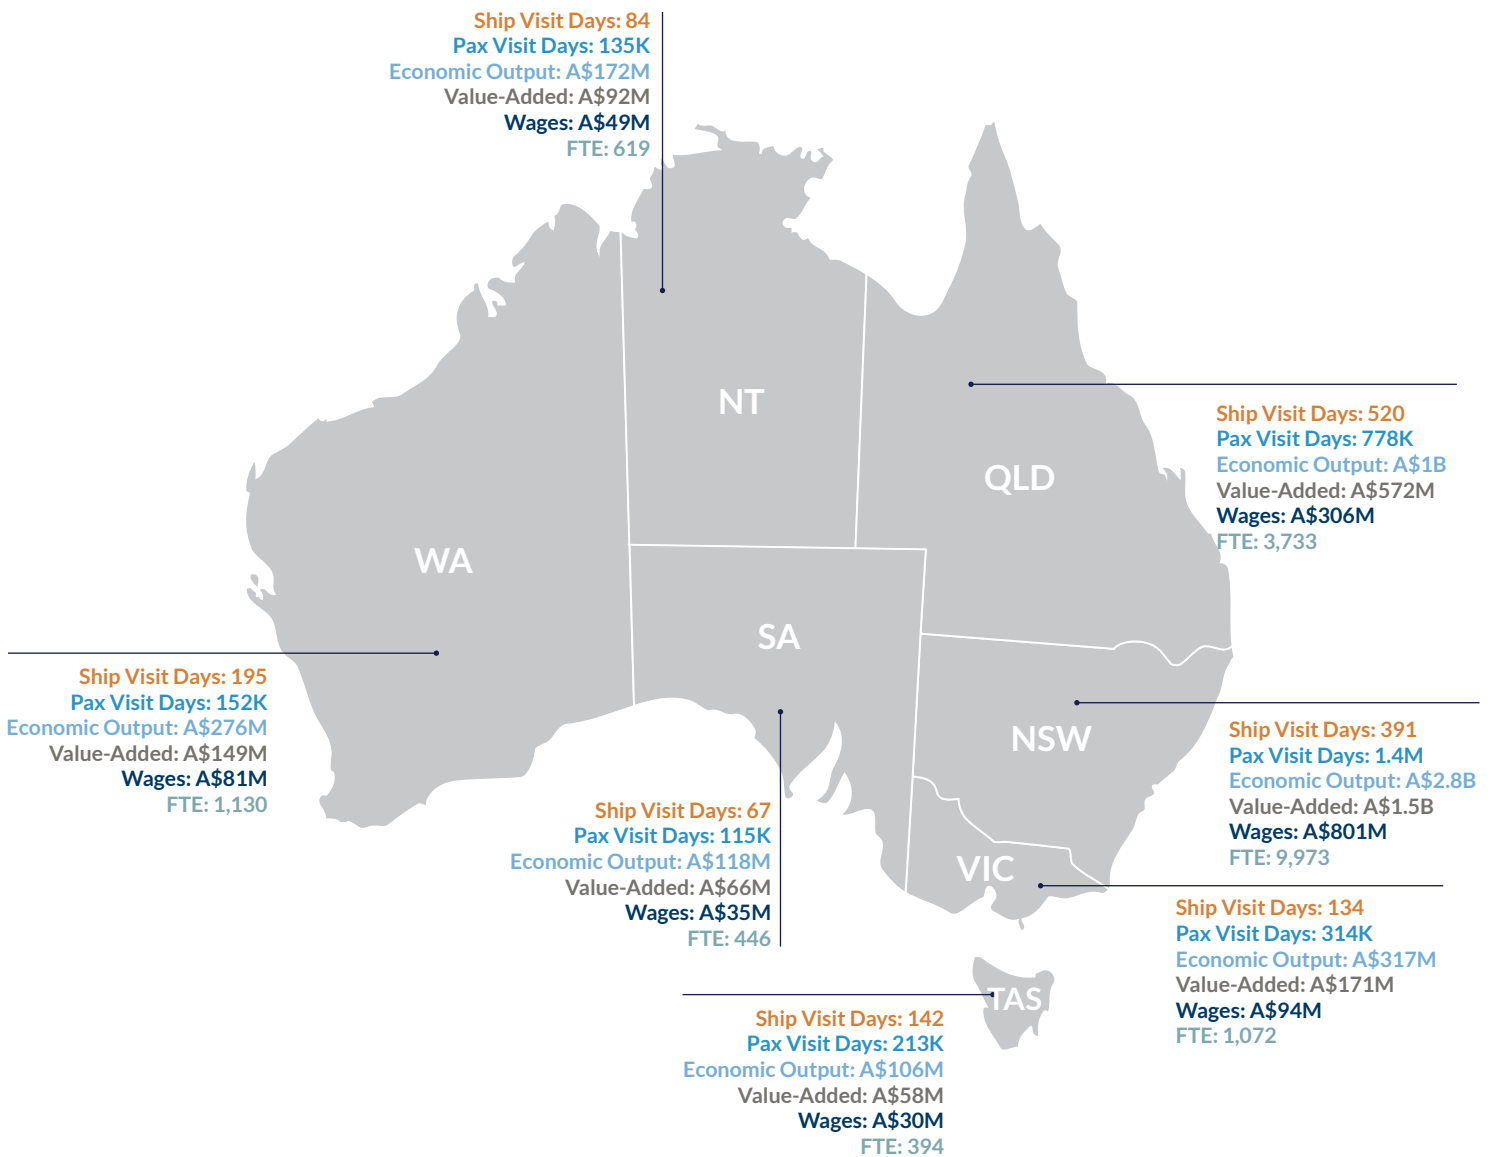 Ship Visit Days: 84
Pax Visit Days: 135K
Economic Output: A$172M
Value-Added: A$92M
Wages: A$49M
FTE: 619
NT
Ship Visit Days: 520
Pax Visit Days: 778K
Economic Output: A$1B
Value-Added: A$572M
Wages: A$306M
FTE: 3,733
QLD
WA
SA
Ship Visit Days: 195
Pax Visit Days: 152K
Economic Output: A$276M
Value-Added: A$149M
Wages: A$81M
FTE: 1,130
NSW
Ship Visit Days: 391
Pax Visit Days: 1.4M
Economic Output: A$2.8B
Value-Added: A$1.5B
Wages: A$801M
FTE: 9,973
Ship Visit Days: 67
Pax Visit Days: 115K
Economic Output: A$118M
Value-Added: A$66M
Wages: A$35M
FTE: 446
VIC
Ship Visit Days: 134
Pax Visit Days: 314K
Economic Output: A$317M
Value-Added: A$171M
Wages: A$94M
FTE: 1,072
TAS
Ship Visit Days: 142
Pax Visit Days: 213K
Economic Output: A$106M
Value-Added: A$58M
Wages: A$30M
FTE: 394